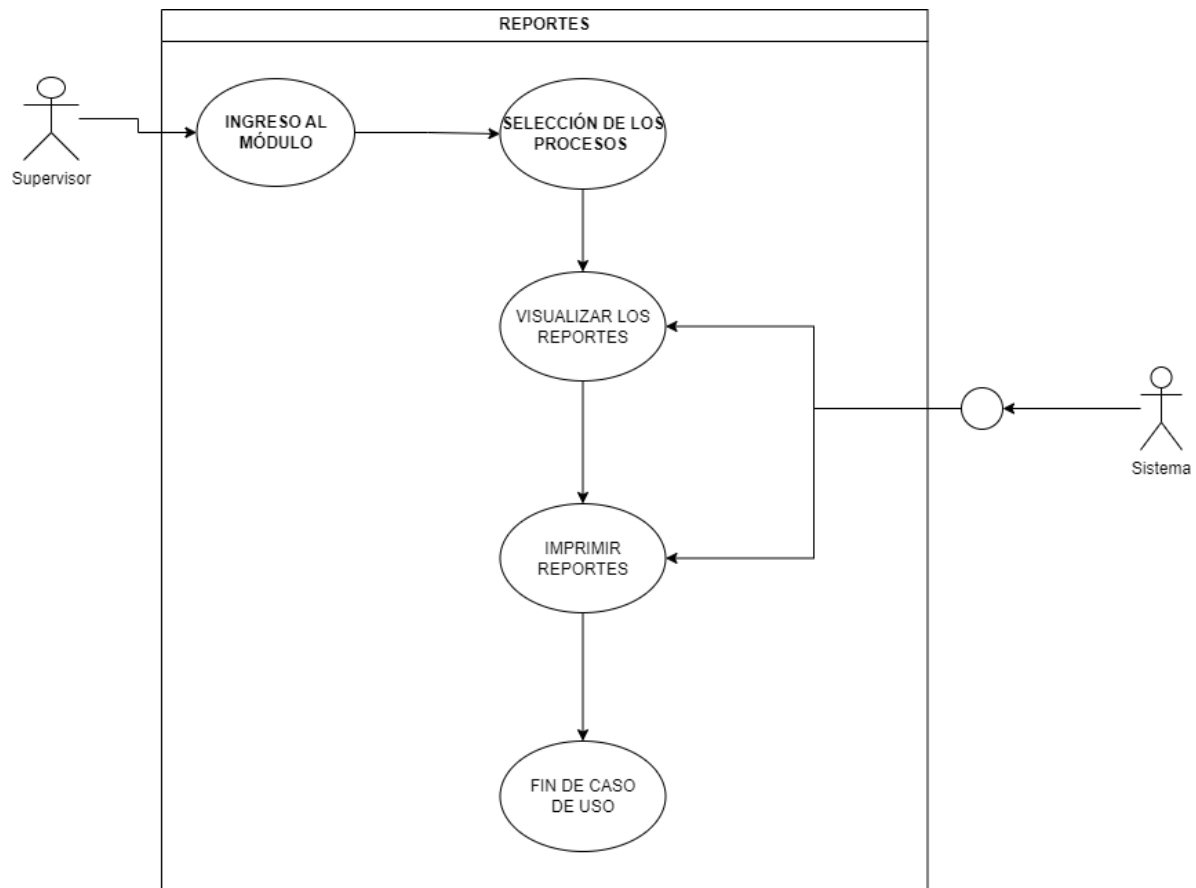 REPORTES
Supervisor
INGRESO AL
MÓDULO
SELECCIÓN DE LOS
PROCESOS
VISUALIZAR LOS
REPORTES
Sistema
IMPRIMIR
REPORTES
FIN DE CASO
DE USO